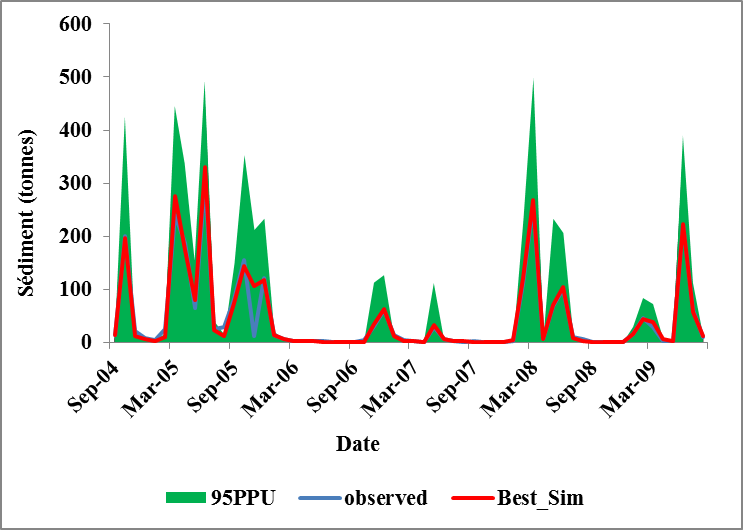 600
500
400
300
200
100
0
Sédiment (tonnes)
Sep-04
Mar-05
Sep-05
Mar-06
Sep-06
Mar-07
Sep-07
Mar-08
Sep-08
Mar-09
Date
95PPU
observed
Best_Sim